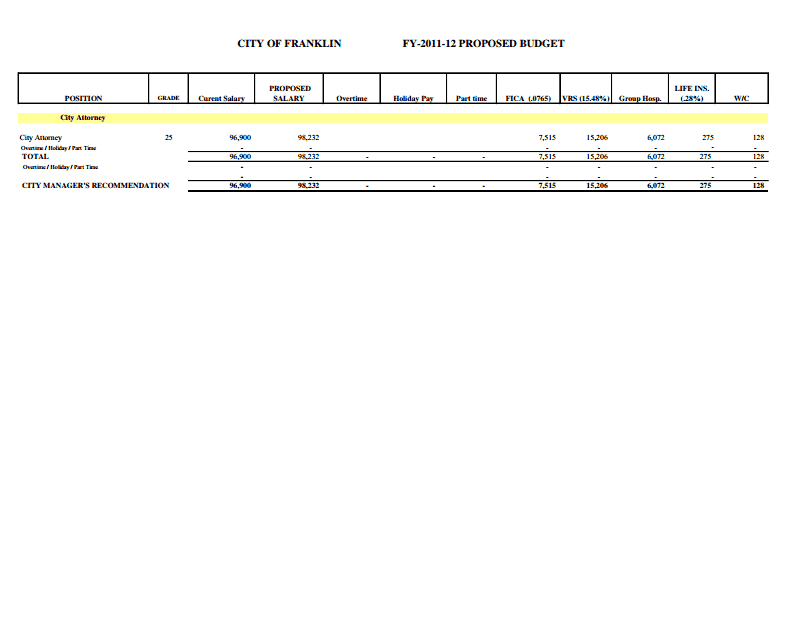 CITY OF FRANKLIN FY-2011-12 PROPOSED BUDGET
POSITION GRADE Curent Salary PROPOSED SALARY Overtime Holiday Pay Part time FICA (.0765) VRS (15.48%) Group Hosp. LIFE INS. (.28%) W/C
City Attorney
City Attorney 25 96,900 98,232 7,515 15,206 6,072 275 128
Overtime / Holiday / Part Time - - - - - - -
TOTAL 96,900 98,232 - - - 7,515 15,206 6,072 275 128
Overtime / Holiday / Part Time - - - - - - -
- - - - - - -
CITY MANAGER'S RECOMMENDATION 96,900 98,232 - - - 7,515 15,206 6,072 275 128